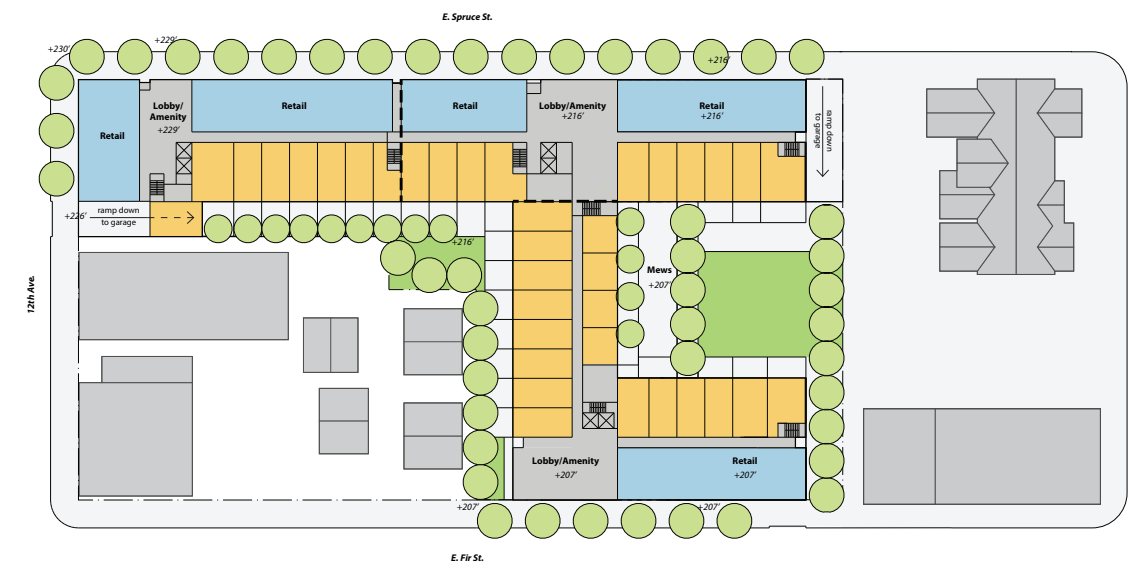 E. Spruce St.
+230'
+229'
+216'
Retail
Lobby/
Amenity
+229'
Retail
Retail
Lobby/Amenity
+216'
Retail
+216'
ramp down
to garage
+226'
ramp down
to garage
+216'
Mews
+207'
12th Ave.
Lobby/Amenity
+207'
Retail
+207'
+207'
+207'
E. Fir St.